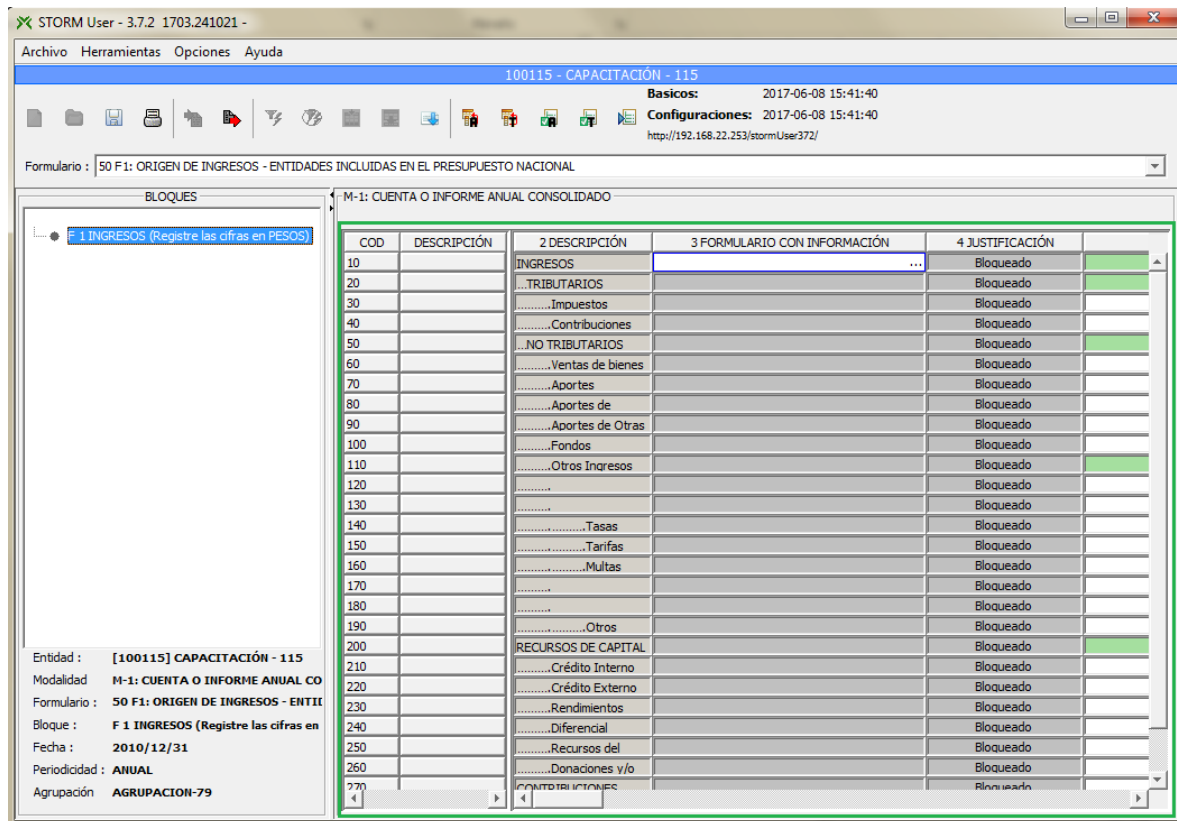 STORM User - 3.7.2 1703.241021 -
Archivo Herramientas Opciones Ayuda
100115 - CAPACITACIÓN - 115
Basicos: 2017-06-08 15:41:40
Configuraciones: 2017-06-08 15:41:40
http://192.168.22.253/stormUser372/
Formulario : 50 F1: ORIGEN DE INGRESOS - ENTIDADES INCLUIDAS EN EL PRESUPUESTO NACIONAL
BLOQUES
F 1 INGRESOS (Registre las cifras en PESOS)
Entidad : [100115] CAPACITACIÓN - 115
Modalidad M-1: CUENTA O INFORME ANUAL CO
Formulario : 50 F1: ORIGEN DE INGRESOS - ENTI
Bloque : F 1 INGRESOS (Registre las cifras en
Fecha : 2010/12/31
Periodicidad : ANUAL
Agrupación AGRUPACION-79
M-1: CUENTA O INFORME ANUAL CONSOLIDADO
COD DESCRIPCIÓN 2 DESCRIPCIÓN 3 FORMULARIO CON INFORMACIÓN 4 JUSTIFICACIÓN
10 INGRESOS ... Bloqueado
20 ...TRIBUTARIOS Bloqueado
30 .........Impuestos Bloqueado
40 .........Contribuciones Bloqueado
50 ...NO TRIBUTARIOS Bloqueado
60 .........Ventas de bienes Bloqueado
70 .........Aportes Bloqueado
80 .........Aportes de Bloqueado
90 .........Aportes de Otras Bloqueado
100 .........Fondos Bloqueado
110 .........Otros Ingresos Bloqueado
120 ......... Bloqueado
130 ......... Bloqueado
140 ..................Tasas Bloqueado
150 ..................Tarifas Bloqueado
160 ..................Multas Bloqueado
170 ......... Bloqueado
180 ......... Bloqueado
190 ..................Otros Bloqueado
200 RECURSOS DE CAPITAL Bloqueado
210 .........Crédito Interno Bloqueado
220 .........Crédito Externo Bloqueado
230 .........Rendimientos Bloqueado
240 .........Diferencial Bloqueado
250 .........Recursos del Bloqueado
260 .........Donaciones y/o Bloqueado
270 CONTRIBUCIONES Bloqueado